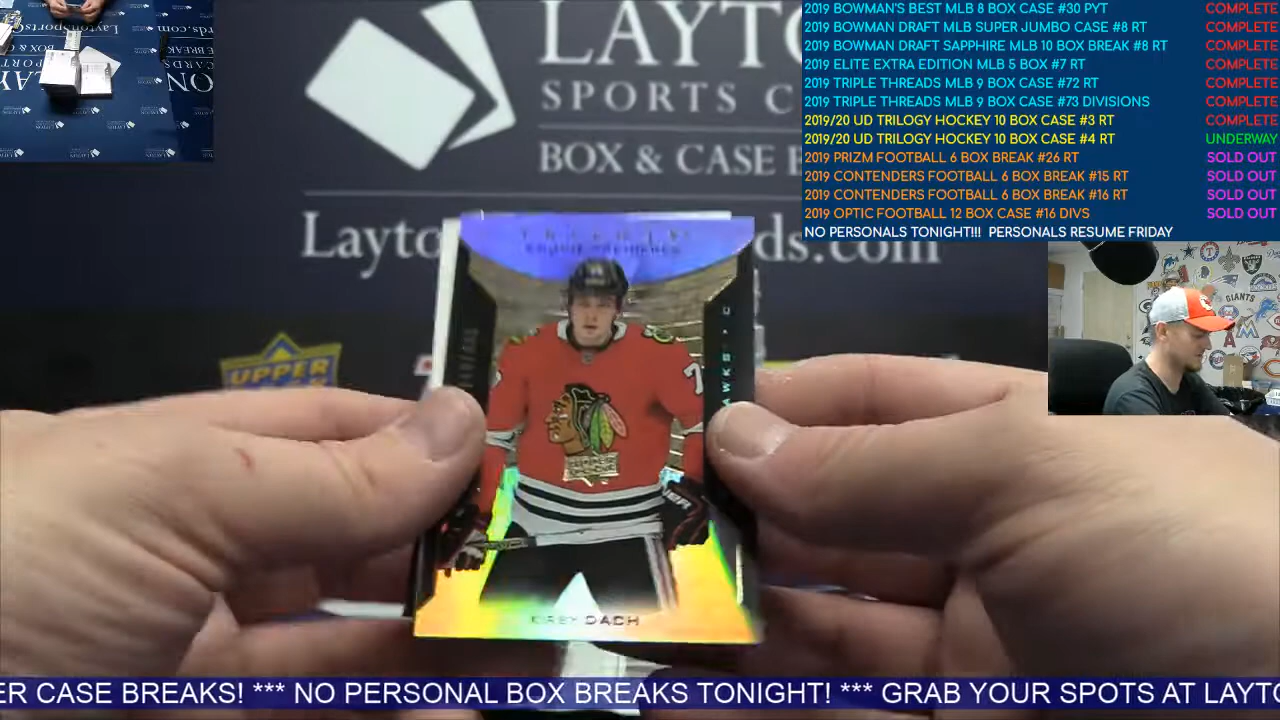 2019 BOWMAN'S BEST MLB 8 BOX CASE #30 PYT COMPLETE
2019 BOWMAN DRAFT MLB SUPER JUMBO CASE #8 RT COMPLETE
2019 BOWMAN DRAFT SAPPHIRE MLB 10 BOX BREAK #8 RT COMPLETE
2019 ELITE EXTRA EDITION MLB 5 BOX #7 RT COMPLETE
2019 TRIPLE THREADS MLB 9 BOX CASE #72 RT COMPLETE
2019 TRIPLE THREADS MLB 9 BOX CASE #73 DIVISIONS COMPLETE
2019/20 UD TRILOGY HOCKEY 10 BOX CASE #3 RT COMPLETE
2019/20 UD TRILOGY HOCKEY 10 BOX CASE #4 RT UNDERWAY
2019 PRIZM FOOTBALL 6 BOX BREAK #26 RT SOLD OUT
2019 CONTENDERS FOOTBALL 6 BOX BREAK #15 RT SOLD OUT
2019 CONTENDERS FOOTBALL 6 BOX BREAK #16 RT SOLD OUT
2019 OPTIC FOOTBALL 12 BOX CASE #16 DIVS SOLD OUT
NO PERSONALS TONIGHT!!! PERSONALS RESUME FRIDAY
LAYT
SPORTS C
BOX & CASE
Layto ds.com
UPPER
AWKS
KIRBY DACH
GIANTS
ER CASE BREAKS! *** NO PERSONAL BOX BREAKS TONIGHT! *** GRAB YOUR SPOTS AT LAYTO